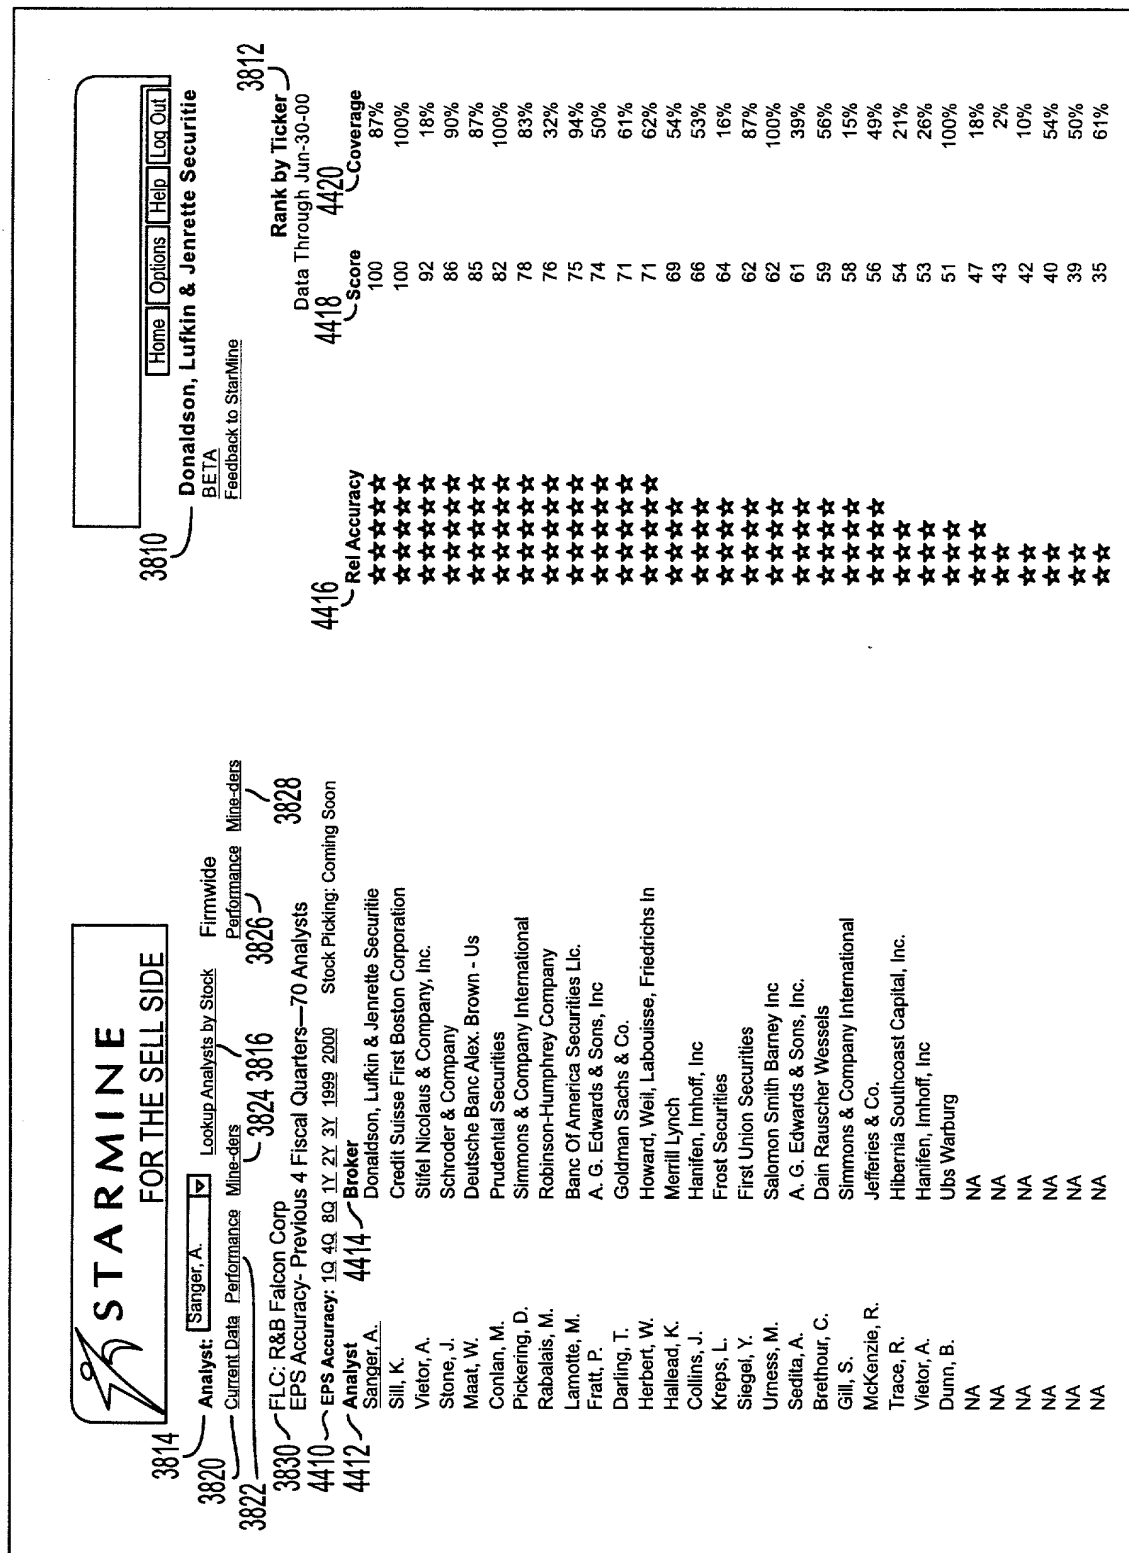 STARMINE
FOR THE SELL SIDE
Home Options Help Log Out
3810 Donaldson, Lufkin & Jenrette Securitie
BETA
Feedback to StarMine
3814 Analyst: Sanger, A. Lookup Analysts by Stock Firmwide
3820 Current Data Performance Mine-ders Performance Mine-ders
3822 3824 3816 3826 3828
3812
3830 FLC: R&B Falcon Corp Rank by Ticker
EPS Accuracy- Previous 4 Fiscal Quarters—70 Analysts Data Through Jun-30-00
4410 EPS Accuracy: 1Q 4Q 8Q 1Y 2Y 3Y 1999 2000 Stock Picking: Coming Soon
4412 4414 4416 4418 4420
Analyst Broker Rel Accuracy Score Coverage
Sanger, A. Donaldson, Lufkin & Jenrette Securitie 100 87%
Sill, K. Credit Suisse First Boston Corporation 100 100%
Vietor, A. Stifel Nicolaus & Company, Inc. 92 18%
Stone, J. Schroder & Company 86 90%
Maat, W. Deutsche Banc Alex. Brown - Us 85 87%
Conlan, M. Prudential Securities 82 100%
Pickering, D. Simmons & Company International 78 83%
Rabalais, M. Robinson-Humphrey Company 76 32%
Lamotte, M. Banc Of America Securities Llc. 75 94%
Fratt, P. A. G. Edwards & Sons, Inc 74 50%
Darling, T. Goldman Sachs & Co. 71 61%
Herbert, W. Howard, Weil, Labouisse, Friedrichs In 71 62%
Hallead, K. Merrill Lynch 69 54%
Collins, J. Hanifen, Imhoff, Inc 66 53%
Kreps, L. Frost Securities 64 16%
Siegel, Y. First Union Securities 62 87%
Urness, M. Salomon Smith Barney Inc 62 100%
Sedita, A. A. G. Edwards & Sons, Inc. 61 39%
Brethour, C. Dain Rauscher Wessels 59 56%
Gill, S. Simmons & Company International 58 15%
McKenzie, R. Jefferies & Co. 56 49%
Trace, R. Hibernia Southcoast Capital, Inc. 54 21%
Vietor, A. Hanifen, Imhoff, Inc 53 26%
Dunn, B. Ubs Warburg 51 100%
NA NA 47 18%
NA NA 43 2%
NA NA 42 10%
NA NA 40 54%
NA NA 39 50%
NA NA 35 61%